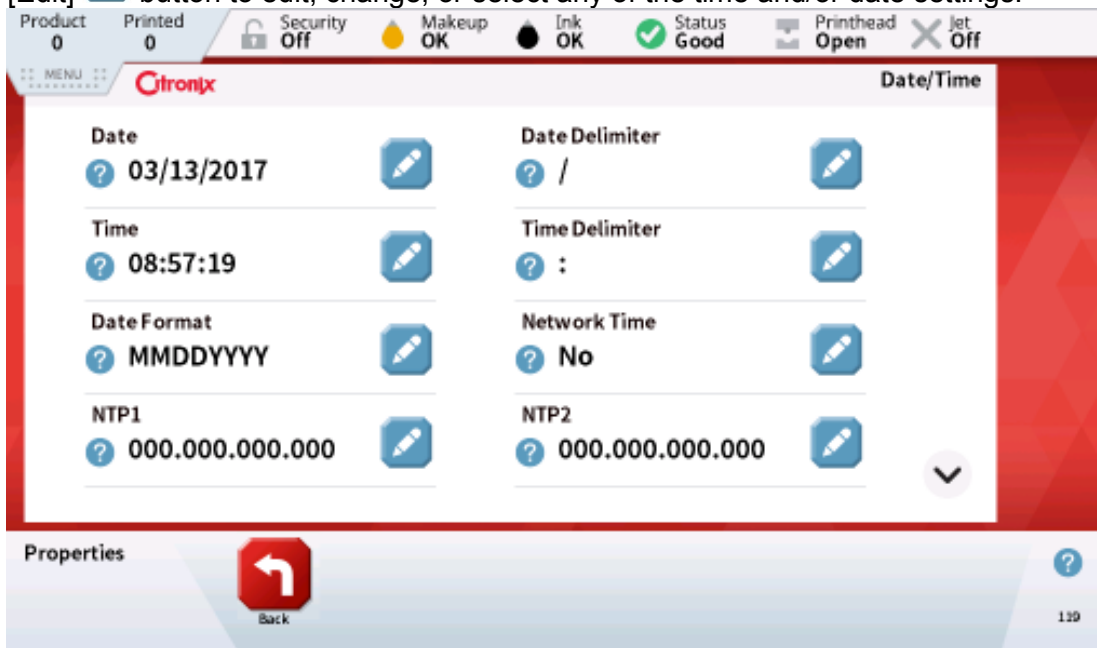 [Edit] button to edit, change, or select any of the time and/or date settings.
Product Printed Security Makeup Ink Status Printhead Jet
0 0 Off OK OK Good Open Off
MENU Citronix Date/Time
Date Date Delimiter
? 03/13/2017 ? /
Time Time Delimiter
? 08:57:19 ? :
Date Format Network Time
? MMDDYYYY ? No
NTP1 NTP2
? 000.000.000.000 ? 000.000.000.000
Properties
?
Back 119